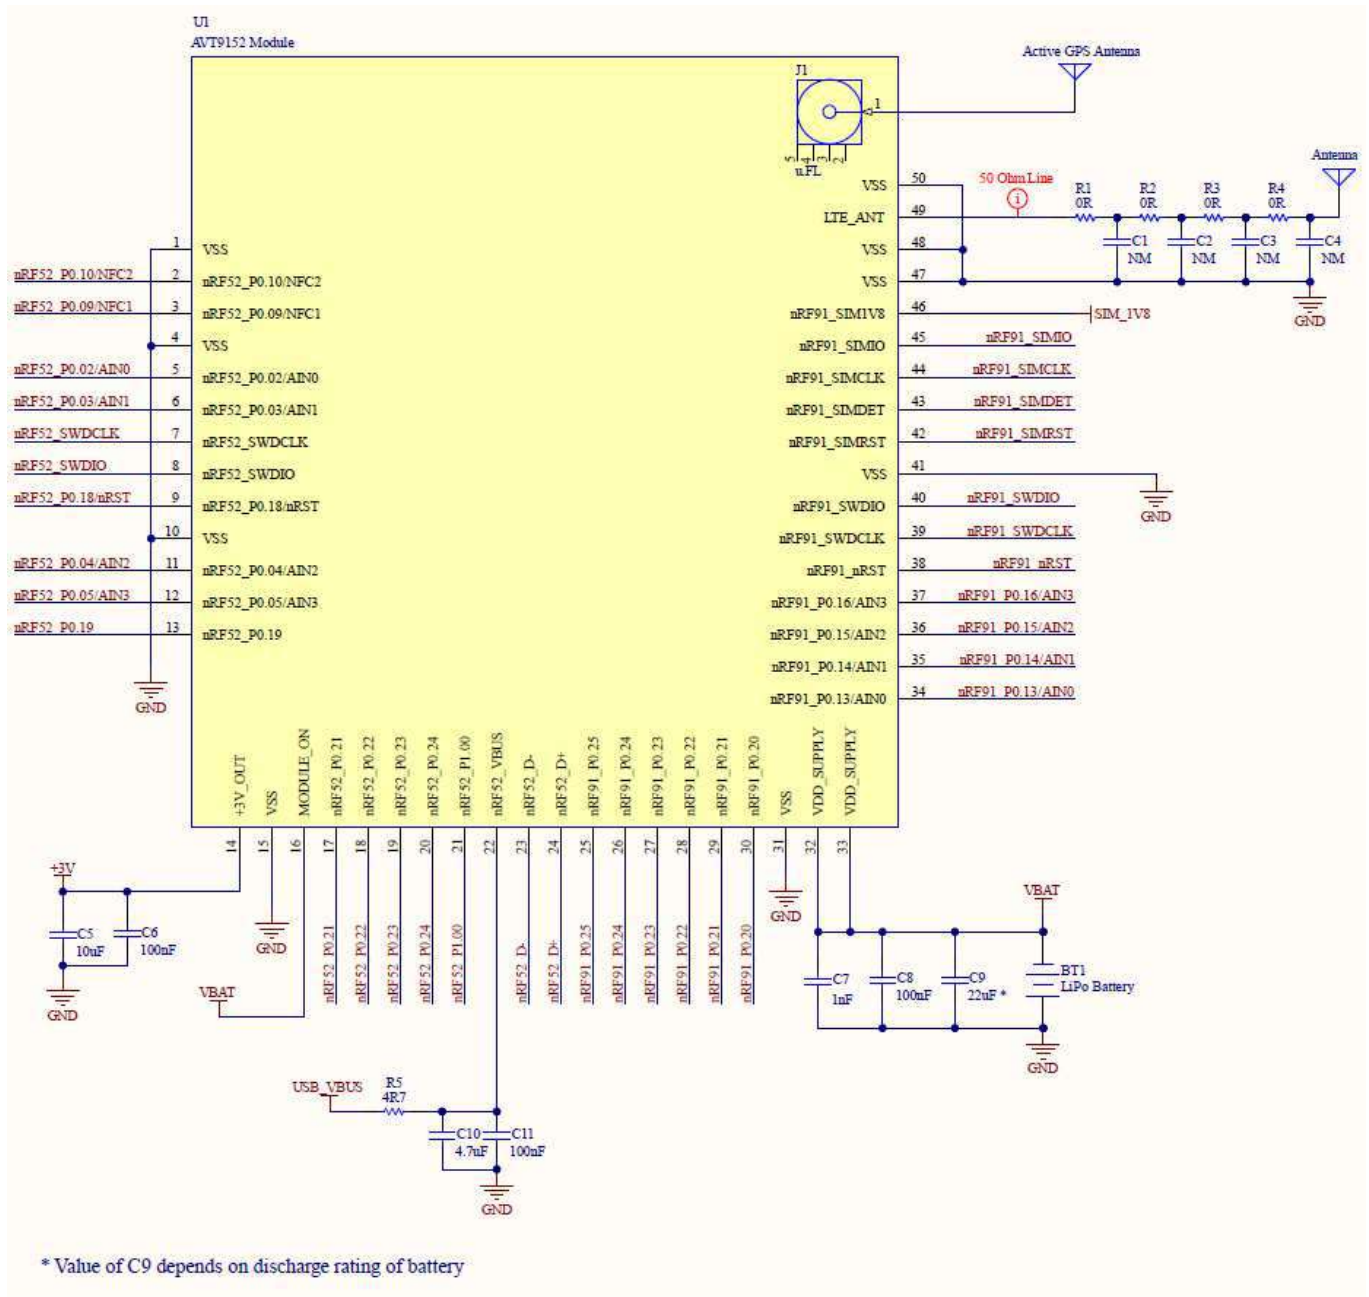 U1
AVT9152 Module
Active GPS Antenna
J1
1
5 4 3 2
u.FL
Antenna
VSS 50
50 Ohm Line
i
R1 R2 R3 R4
0R 0R 0R 0R
LTE_ANT 49
C1 C2 C3 C4
NM NM NM NM
VSS 48
VSS 47
GND
nRF91_SIM1V8 46 SIM_1V8
nRF91_SIMIO 45 nRF91_SIMIO
nRF91_SIMCLK 44 nRF91_SIMCLK
nRF91_SIMDET 43 nRF91_SIMDET
nRF91_SIMRST 42 nRF91_SIMRST
VSS 41
GND
nRF91_SWDIO 40 nRF91_SWDIO
nRF91_SWDCLK 39 nRF91_SWDCLK
nRF91_nRST 38 nRF91_nRST
nRF91_P0.16/AIN3 37 nRF91_P0.16/AIN3
nRF91_P0.15/AIN2 36 nRF91_P0.15/AIN2
nRF91_P0.14/AIN1 35 nRF91_P0.14/AIN1
nRF91_P0.13/AIN0 34 nRF91_P0.13/AIN0
1 VSS
nRF52_P0.10/NFC2 2 nRF52_P0.10/NFC2
nRF52_P0.09/NFC1 3 nRF52_P0.09/NFC1
4 VSS
nRF52_P0.02/AIN0 5 nRF52_P0.02/AIN0
nRF52_P0.03/AIN1 6 nRF52_P0.03/AIN1
nRF52_SWDCLK 7 nRF52_SWDCLK
nRF52_SWDIO 8 nRF52_SWDIO
nRF52_P0.18/nRST 9 nRF52_P0.18/nRST
10 VSS
nRF52_P0.04/AIN2 11 nRF52_P0.04/AIN2
nRF52_P0.05/AIN3 12 nRF52_P0.05/AIN3
nRF52_P0.19 13 nRF52_P0.19
GND
+3V_OUT 14
VSS 15
MODULE_ON 16
nRF52_P0.21 17 nRF52_P0.21
nRF52_P0.22 18 nRF52_P0.22
nRF52_P0.23 19 nRF52_P0.23
nRF52_P0.24 20 nRF52_P0.24
nRF52_P1.00 21 nRF52_P1.00
nRF52_VBUS 22
nRF52_D- 23 nRF52_D-
nRF52_D+ 24 nRF52_D+
nRF91_P0.25 25 nRF91_P0.25
nRF91_P0.24 26 nRF91_P0.24
nRF91_P0.23 27 nRF91_P0.23
nRF91_P0.22 28 nRF91_P0.22
nRF91_P0.21 29 nRF91_P0.21
nRF91_P0.20 30 nRF91_P0.20
VSS 31
VDD_SUPPLY 32
VDD_SUPPLY 33
+3V
C5 C6
10uF 100nF
GND
GND
VBAT
GND
VBAT
C7 C8 C9 BT1
1nF 100nF 22uF * LiPo Battery
GND
USB_VBUS
R5
4R7
C10 C11
4.7uF 100nF
GND
* Value of C9 depends on discharge rating of battery